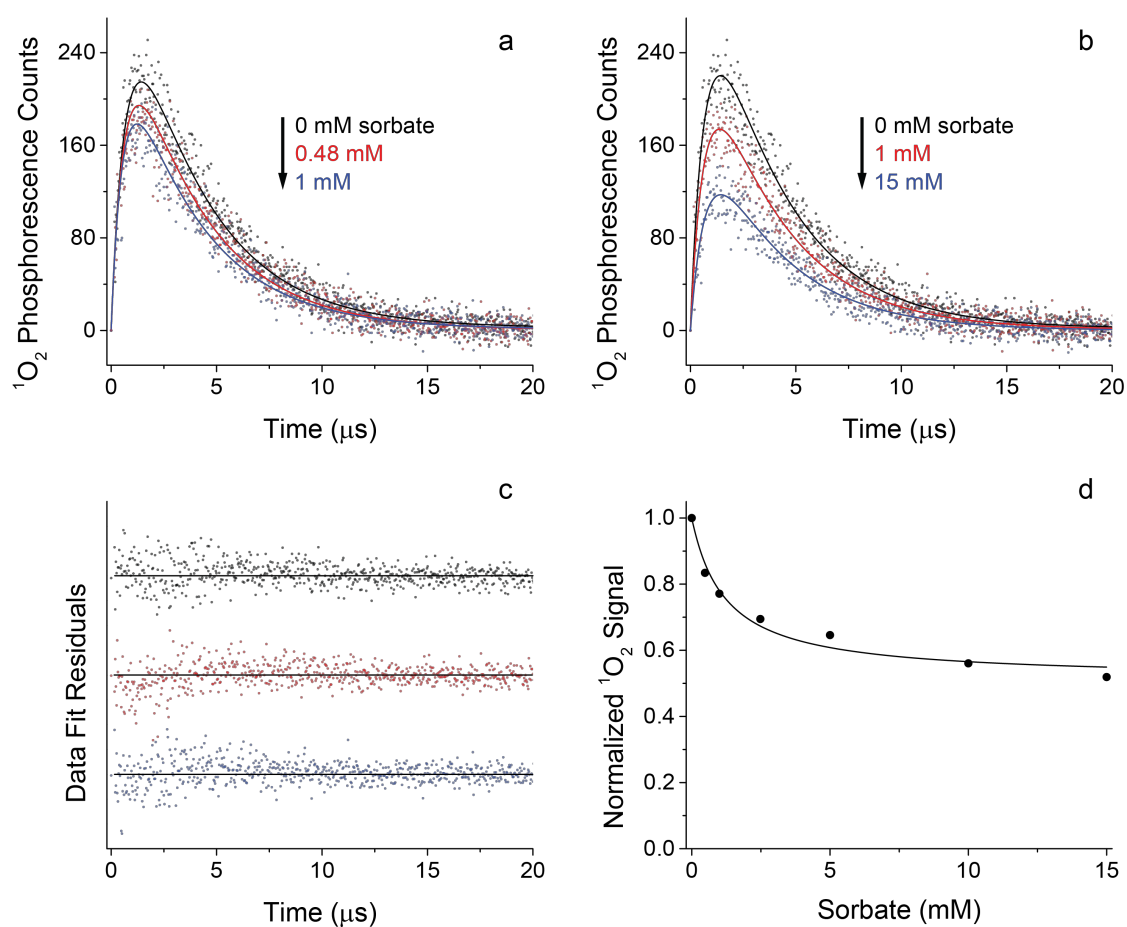 a
¹O₂ Phosphorescence Counts
240
160
80
0
0 mM sorbate
0.48 mM
1 mM
0 5 10 15 20
Time (μs)
b
¹O₂ Phosphorescence Counts
240
160
80
0
0 mM sorbate
1 mM
15 mM
0 5 10 15 20
Time (μs)
c
Data Fit Residuals
0 5 10 15 20
Time (μs)
d
Normalized ¹O₂ Signal
1.0
0.8
0.6
0.4
0.2
0.0
0 5 10 15
Sorbate (mM)